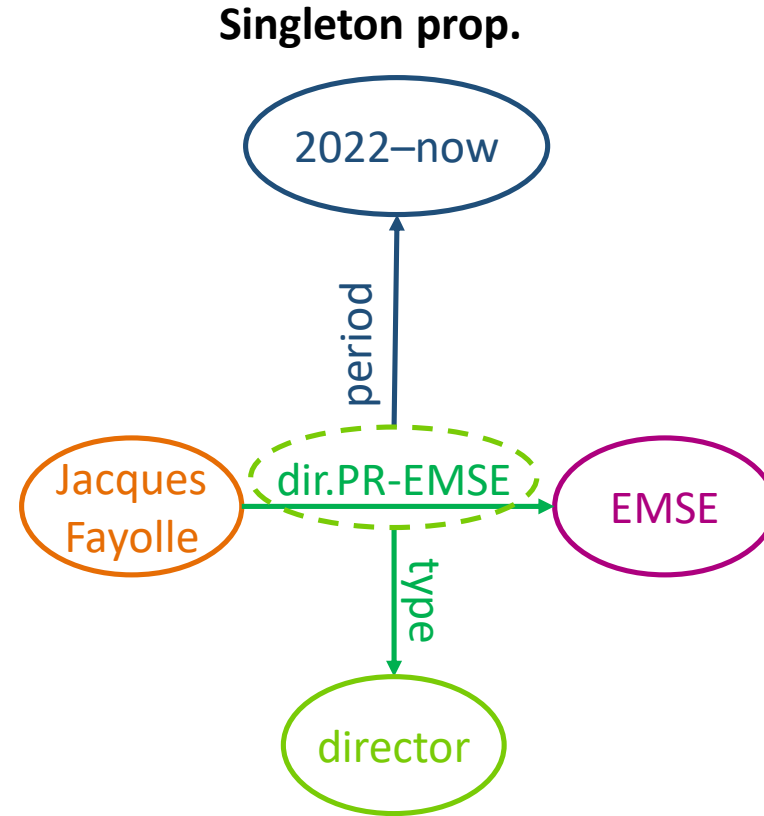 Singleton prop.
2022–now
period
Jacques
Fayolle
dir.PR-EMSE
EMSE
type
director